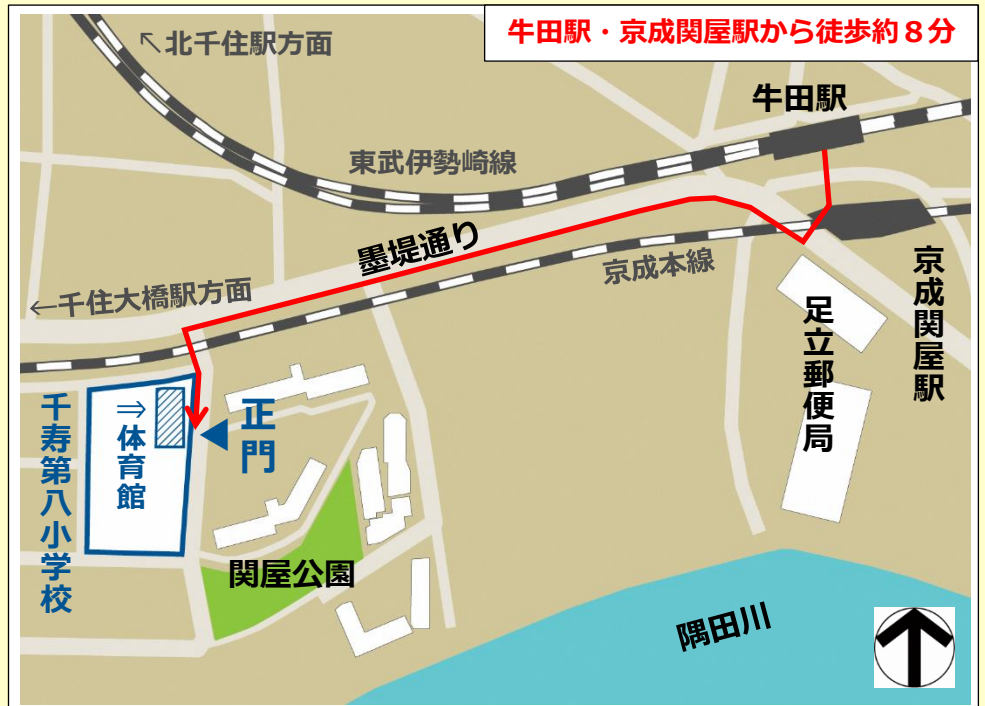 牛田駅・京成関屋駅から徒歩約８分
↖北千住駅方面
牛田駅
東武伊勢崎線
墨堤通り
京成本線
京成関屋駅
←千住大橋駅方面
足立郵便局
千寿第八小学校
⇒体育館
正門
関屋公園
隅田川